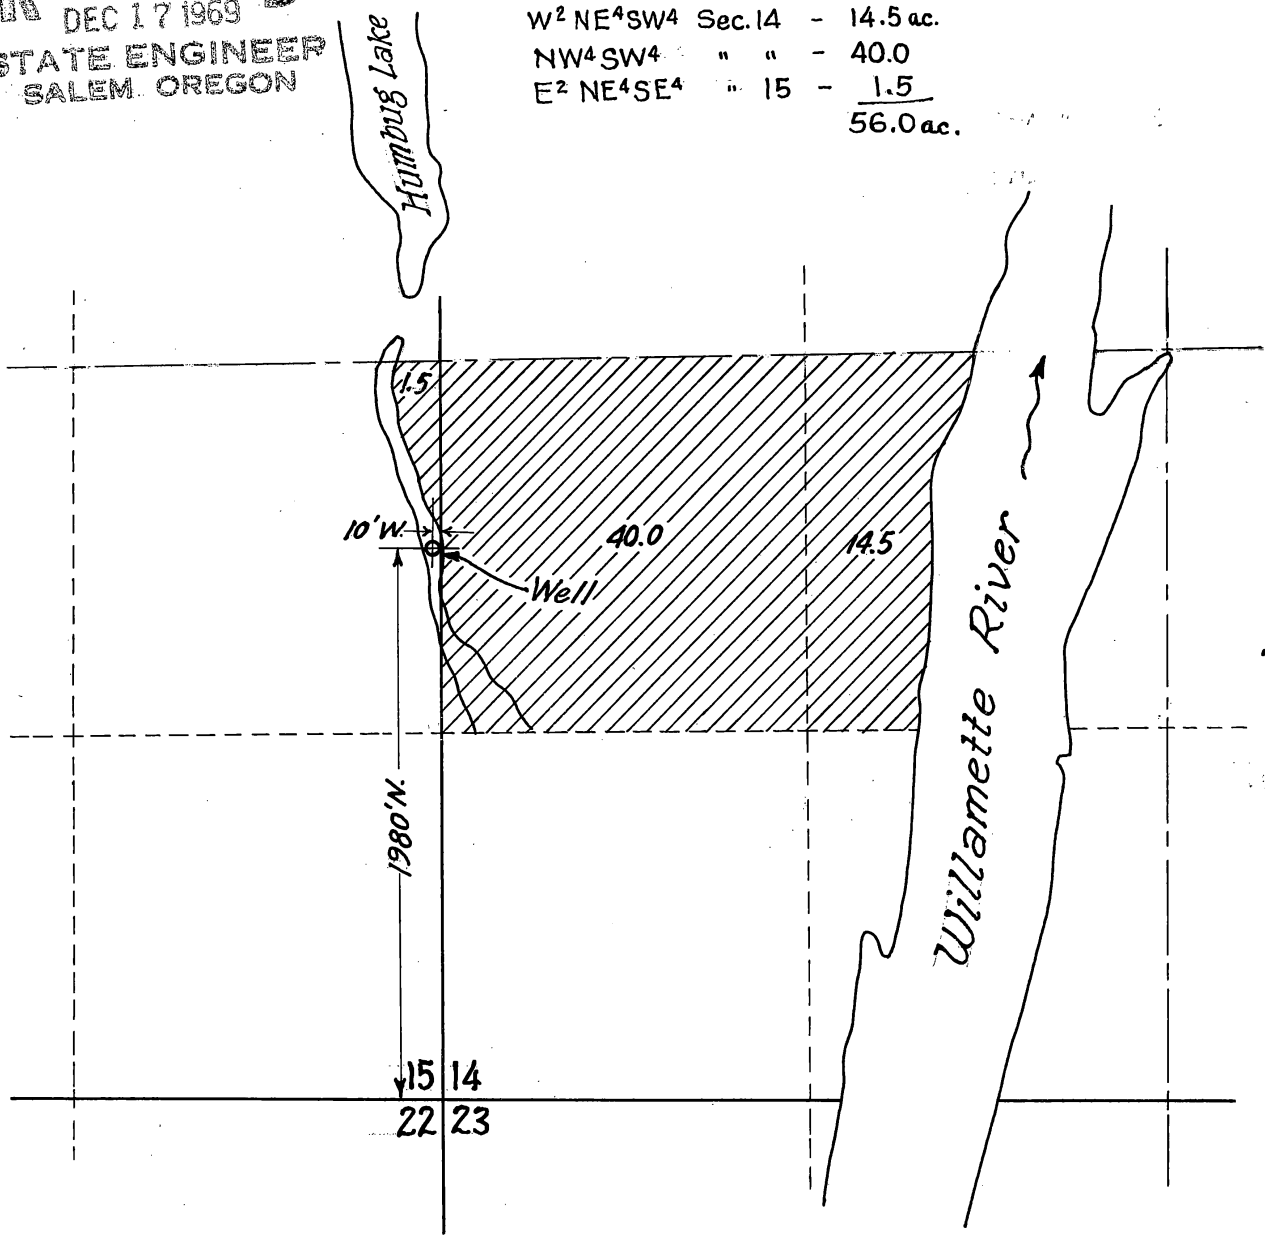 DEC 17 1969
STATE ENGINEER
SALEM. OREGON
W² NE⁴SW⁴ Sec. 14 - 14.5 ac.
NW⁴SW⁴ " " - 40.0
E² NE⁴SE⁴ " 15 - 1.5
56.0 ac.
Humbug Lake
1.5
10'W.
40.0
14.5
Well
Willamette River
1980'N.
15 14
22 23